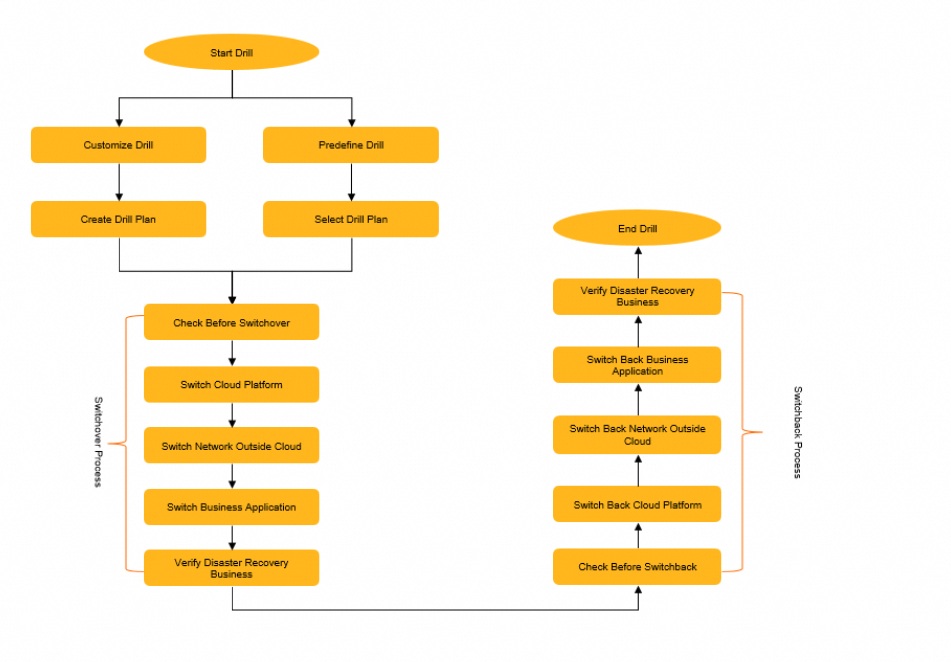 Start Drill
Customize Drill
Predefine Drill
Create Drill Plan
Select Drill Plan
Check Before Switchover
Switch Cloud Platform
Switch Network Outside Cloud
Switch Business Application
Verify Disaster Recovery
Business
Switchover Process
End Drill
Verify Disaster Recovery
Business
Switch Back Business
Application
Switch Back Network Outside
Cloud
Switch Back Cloud Platform
Check Before Switchback
Switchback Process